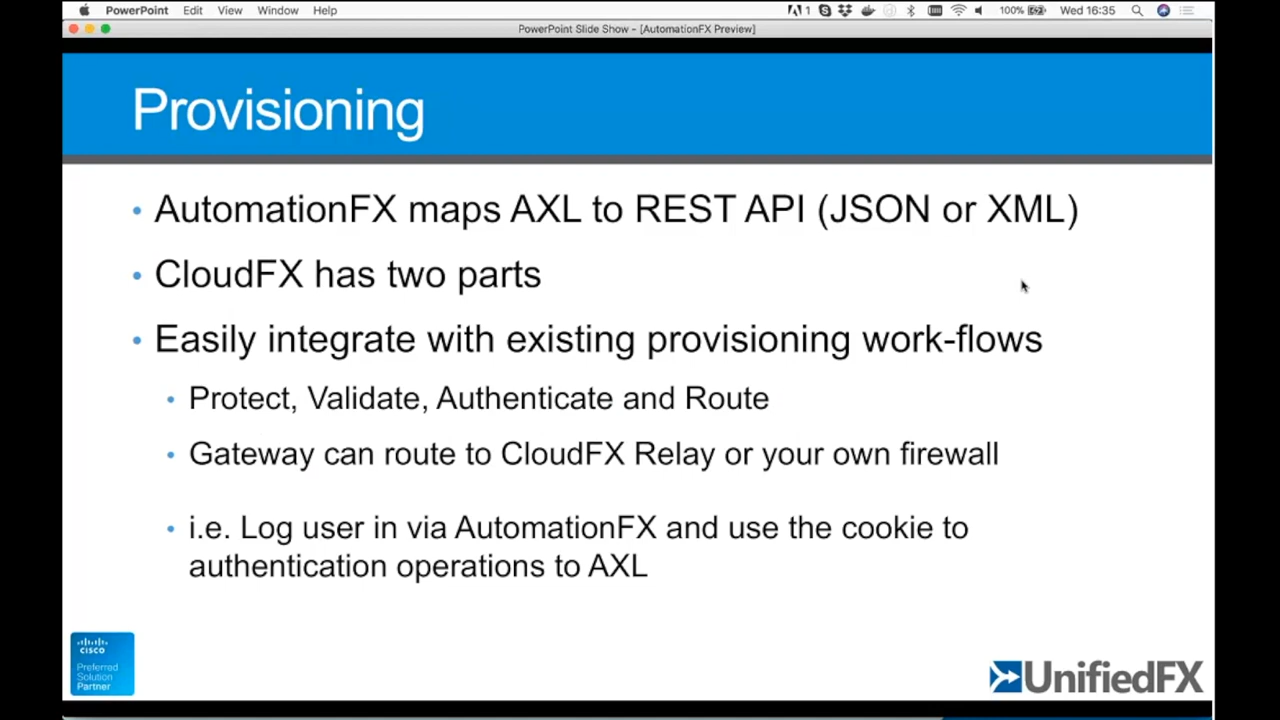 PowerPoint Edit View Window Help 1 100% Wed 16:35
PowerPoint Slide Show - [AutomationFX Preview]
Provisioning
• AutomationFX maps AXL to REST API (JSON or XML)
• CloudFX has two parts
• Easily integrate with existing provisioning work-flows
• Protect, Validate, Authenticate and Route
• Gateway can route to CloudFX Relay or your own firewall
• i.e. Log user in via AutomationFX and use the cookie to
authentication operations to AXL
CISCO
Preferred
Solution
Partner
UnifiedFX